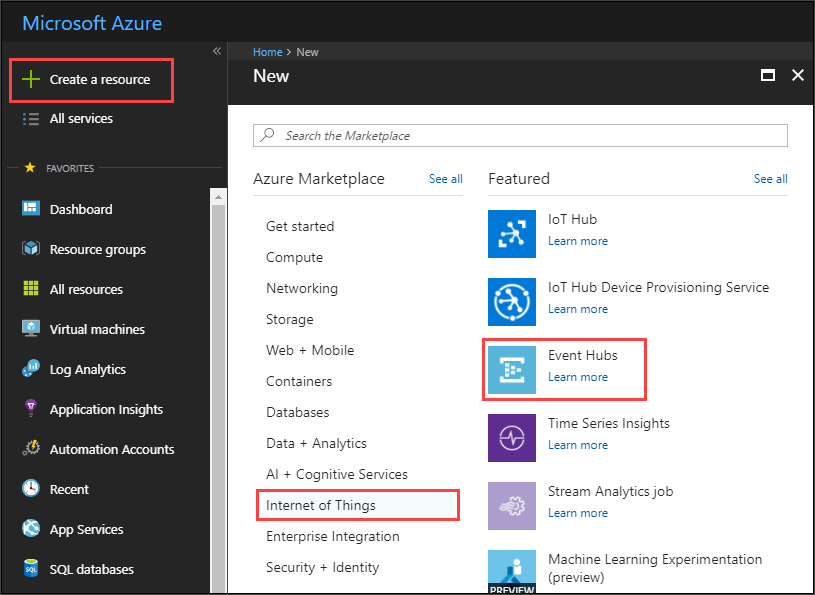 Microsoft Azure
«
Create a resource
All services
FAVORITES
Dashboard
Resource groups
All resources
Virtual machines
Log Analytics
Application Insights
Automation Accounts
Recent
App Services
SQL databases
Home > New
New
Search the Marketplace
Azure Marketplace
See all
Get started
Compute
Networking
Storage
Web + Mobile
Containers
Databases
Data + Analytics
AI + Cognitive Services
Internet of Things
Enterprise Integration
Security + Identity
Featured
See all
IoT Hub
Learn more
IoT Hub Device Provisioning Service
Learn more
Event Hubs
Learn more
Time Series Insights
Learn more
Stream Analytics job
Learn more
PREVIEW
Machine Learning Experimentation
(preview)